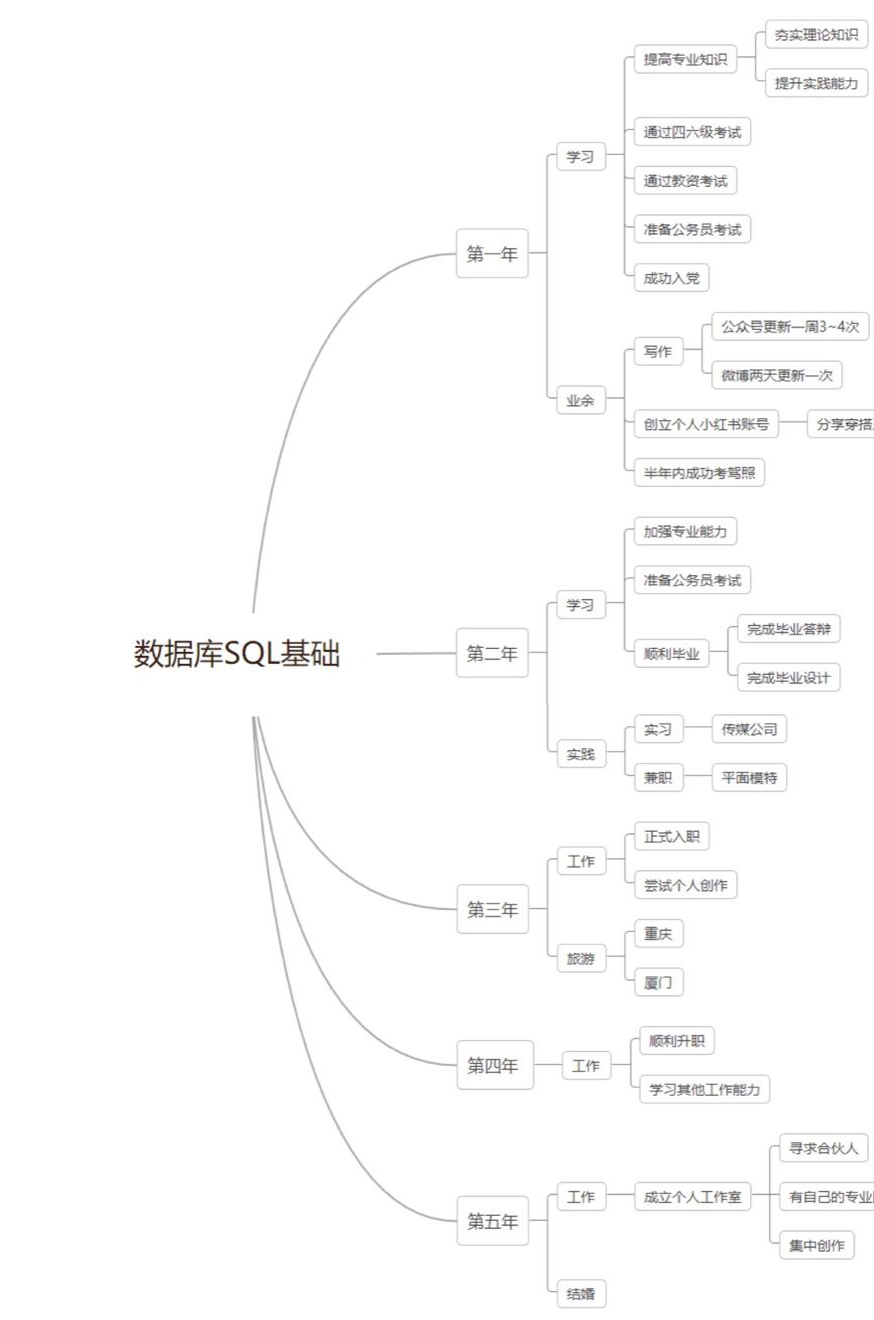 数据库SQL基础
第一年
学习
提高专业知识
夯实理论知识
提升实践能力
通过四六级考试
通过教资考试
准备公务员考试
成功入党
业余
写作
公众号更新一周3~4次
微博两天更新一次
创立个人小红书账号
分享穿搭
半年内成功考驾照
第二年
学习
加强专业能力
准备公务员考试
顺利毕业
完成毕业答辩
完成毕业设计
实践
实习
传媒公司
兼职
平面模特
第三年
工作
正式入职
尝试个人创作
旅游
重庆
厦门
第四年
工作
顺利升职
学习其他工作能力
第五年
工作
成立个人工作室
寻求合伙人
有自己的专业
集中创作
结婚